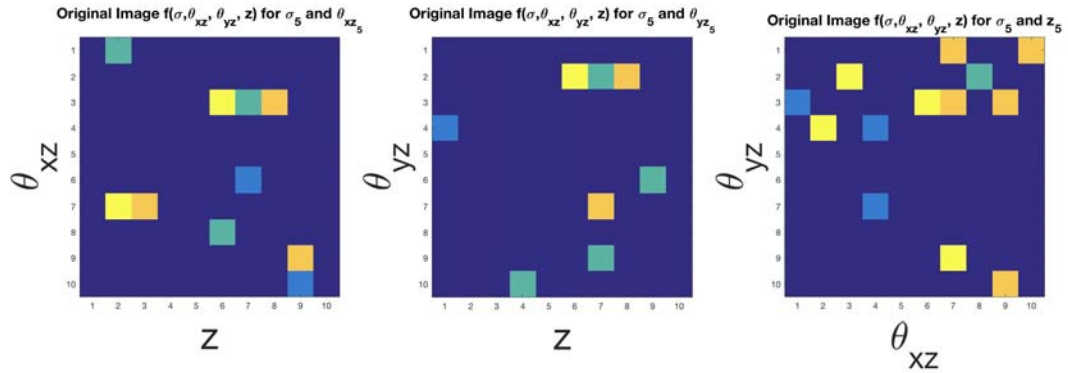 Original Image f(σ,θxz, θyz, z) for σ5 and θxz5
1
2
3
4
5
6
7
8
9
10
θxz
1 2 3 4 5 6 7 8 9 10
z
Original Image f(σ,θxz, θyz, z) for σ5 and θyz5
1
2
3
4
5
6
7
8
9
10
θyz
1 2 3 4 5 6 7 8 9 10
z
Original Image f(σ,θxz, θyz, z) for σ5 and z5
1
2
3
4
5
6
7
8
9
10
θyz
1 2 3 4 5 6 7 8 9 10
θxz